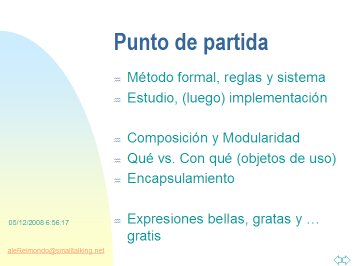 Punto de partida
Método formal, reglas y sistema
Estudio, (luego) implementación
Composición y Modularidad
Qué vs. Con qué (objetos de uso)
Encapsulamiento
Expresiones bellas, gratas y …
gratis
05/12/2008 6:56:17
aleReimondo@smalltalking.net